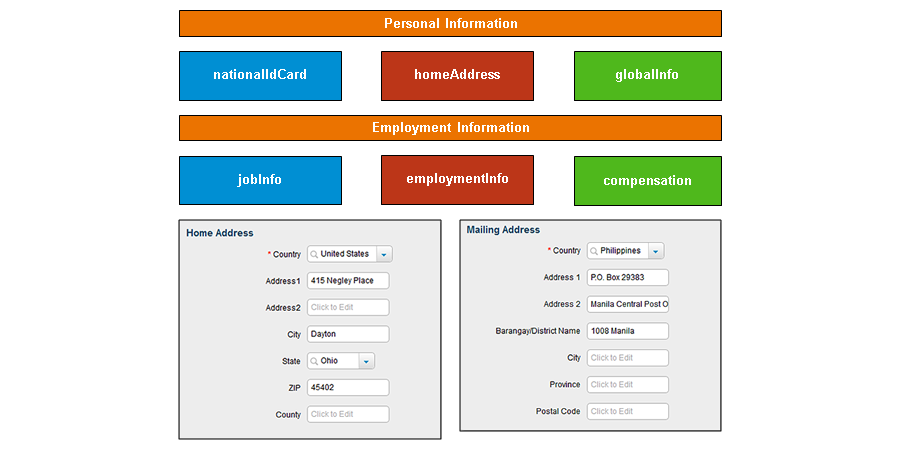 Personal Information
nationalIdCard homeAddress globalInfo
Employment Information
jobInfo employmentInfo compensation
Home Address
* Country United States
Address1 415 Negley Place
Address2 Click to Edit
City Dayton
State Ohio
ZIP 45402
County Click to Edit
Mailing Address
* Country Philippines
Address 1 P.O. Box 29383
Address 2 Manila Central Post O
Barangay/District Name 1008 Manila
City Click to Edit
Province Click to Edit
Postal Code Click to Edit